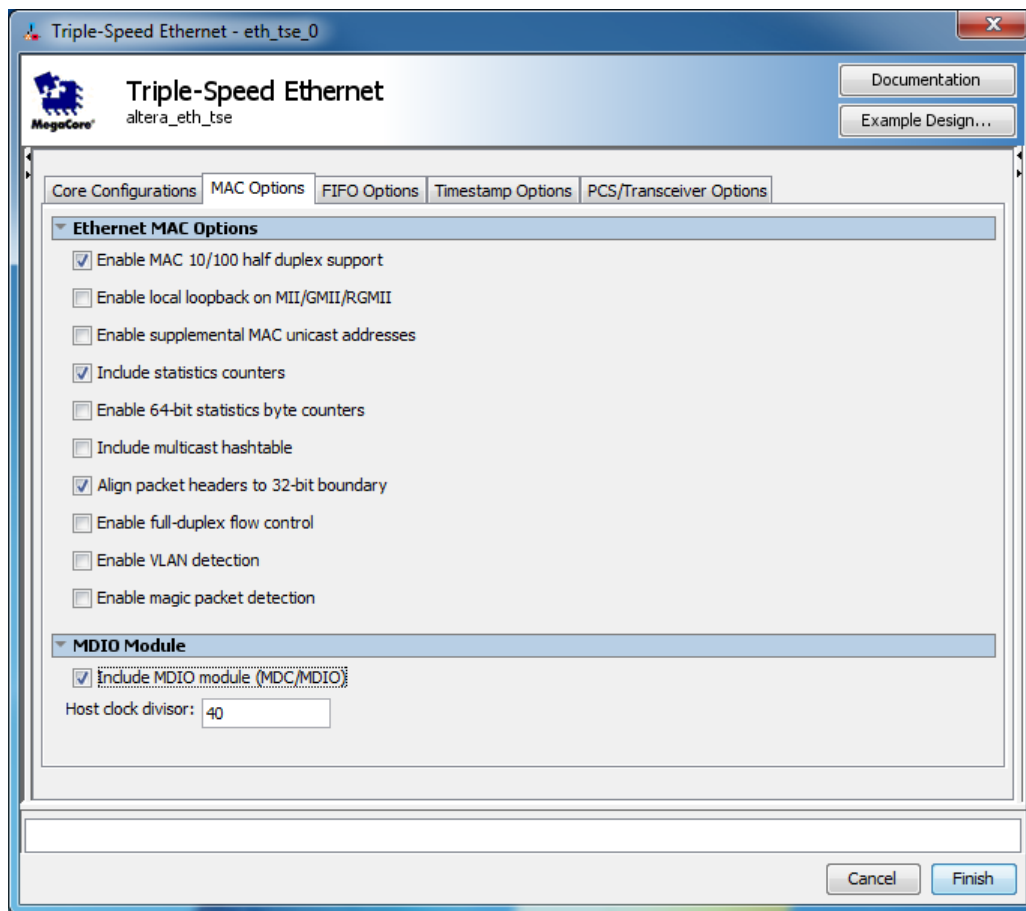 Triple-Speed Ethernet - eth_tse_0
MegaCore®
Triple-Speed Ethernet
altera_eth_tse
Documentation
Example Design...
Core Configurations MAC Options FIFO Options Timestamp Options PCS/Transceiver Options
Ethernet MAC Options
Enable MAC 10/100 half duplex support
Enable local loopback on MII/GMII/RGMII
Enable supplemental MAC unicast addresses
Include statistics counters
Enable 64-bit statistics byte counters
Include multicast hashtable
Align packet headers to 32-bit boundary
Enable full-duplex flow control
Enable VLAN detection
Enable magic packet detection
MDIO Module
Include MDIO module (MDC/MDIO)
Host clock divisor: 40
Cancel Finish